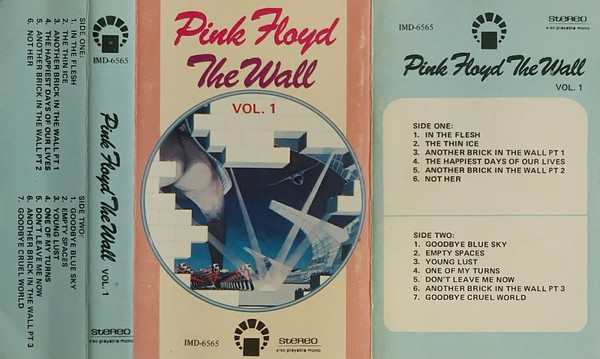 SIDE ONE:
1. IN THE FLESH
2. THE THIN ICE
3. ANOTHER BRICK IN THE WALL PT 1
4. THE HAPPIEST DAYS OF OUR LIVES
5. ANOTHER BRICK IN THE WALL PT 2
6. NOT HER
SIDE TWO:
1. GOODBYE BLUE SKY
2. EMPTY SPACES
3. YOUNG LUST
4. ONE OF MY TURNS
5. DON'T LEAVE ME NOW
6. ANOTHER BRICK IN THE WALL PT 3
7. GOODBYE CRUEL WORLD
IMD-6565
Pink Floyd The Wall VOL. 1
STEREO
also playable mono
Pink Floyd
The Wall
VOL. 1
IMD-6565
STEREO
also playable mono
IMD-6565
STEREO
also playable mono
Pink Floyd The Wall
VOL. 1
SIDE ONE:
1. IN THE FLESH
2. THE THIN ICE
3. ANOTHER BRICK IN THE WALL PT 1
4. THE HAPPIEST DAYS OF OUR LIVES
5. ANOTHER BRICK IN THE WALL PT 2
6. NOT HER
SIDE TWO:
1. GOODBYE BLUE SKY
2. EMPTY SPACES
3. YOUNG LUST
4. ONE OF MY TURNS
5. DON'T LEAVE ME NOW
6. ANOTHER BRICK IN THE WALL PT 3
7. GOODBYE CRUEL WORLD